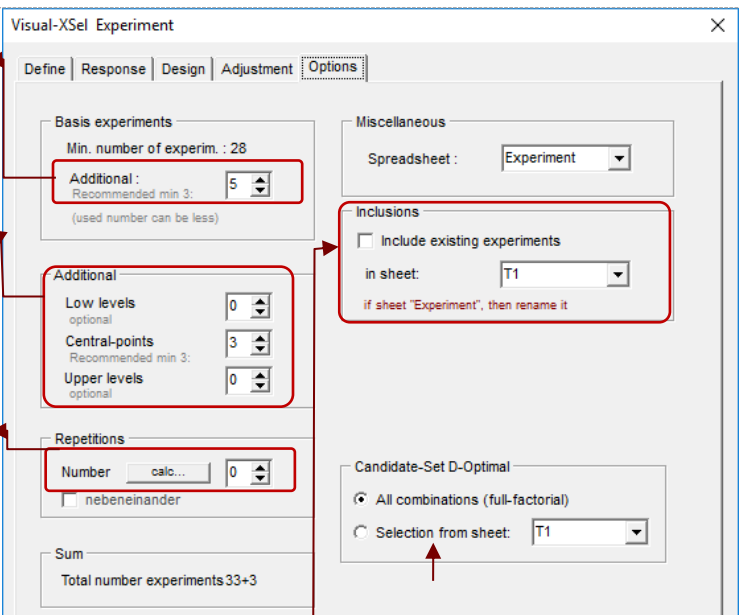 Visual-XSel Experiment
Define Response Design Adjustment Options
Basis experiments
Min. number of experim. : 28
Additional : 5
Recommended min 3:
(used number can be less)
Additional
Low levels 0
optional
Central-points 3
Recommended min 3:
Upper levels 0
optional
Repetitions
Number calc... 0
nebeneinander
Sum
Total number experiments 33+3
Miscellaneous
Spreadsheet : Experiment
Inclusions
Include existing experiments
in sheet: T1
if sheet "Experiment", then rename it
Candidate-Set D-Optimal
All combinations (full-factorial)
Selection from sheet: T1